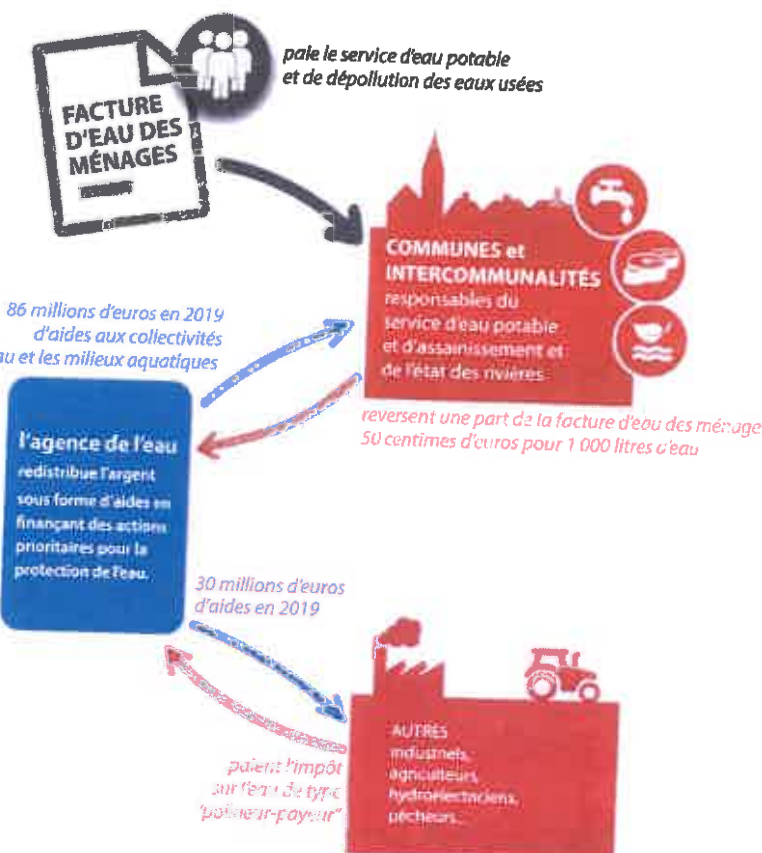 paie le service d'eau potable
et de dépollution des eaux usées
FACTURE
D'EAU DES
MÉNAGES
COMMUNES et
INTERCOMMUNALITÉS
responsables du
service d'eau potable
et d'assainissement et
de l'état des rivières
86 millions d'euros en 2019
d'aides aux collectivités
et les milieux aquatiques
reversent une part de la facture d'eau des ménage
50 centimes d'euros pour 1 000 litres d'eau
l'agence de l'eau
redistribue l'argent
sous forme d'aides en
finançant des actions
prioritaires pour la
protection de l'eau.
30 millions d'euros
d'aides en 2019
paient l'impôt
sur l'eau de type
"pollueur-payeur"
AUTRES
industriels,
agriculteurs,
hydroélectriciens,
pêcheurs,